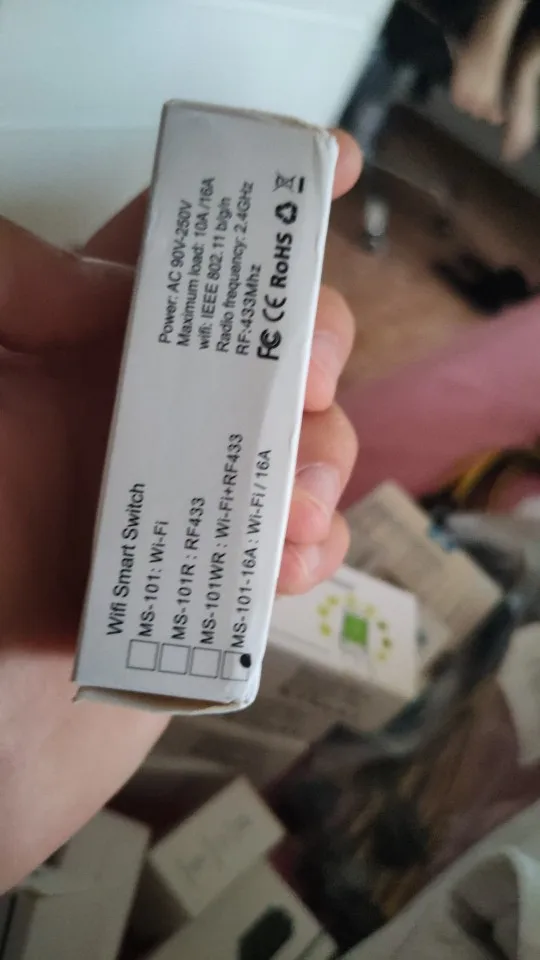 Wifi Smart Switch
MS-101: Wi-Fi
MS-101R : RF433
MS-101WR : Wi-Fi+RF433
MS-101-16A : Wi-Fi / 16A
Power: AC 90V-250V
Maximum load: 10A /16A
wifi: IEEE 802.11 b/g/n
Radio frequency: 2.4GHz
RF:433Mhz
FC CE RoHS